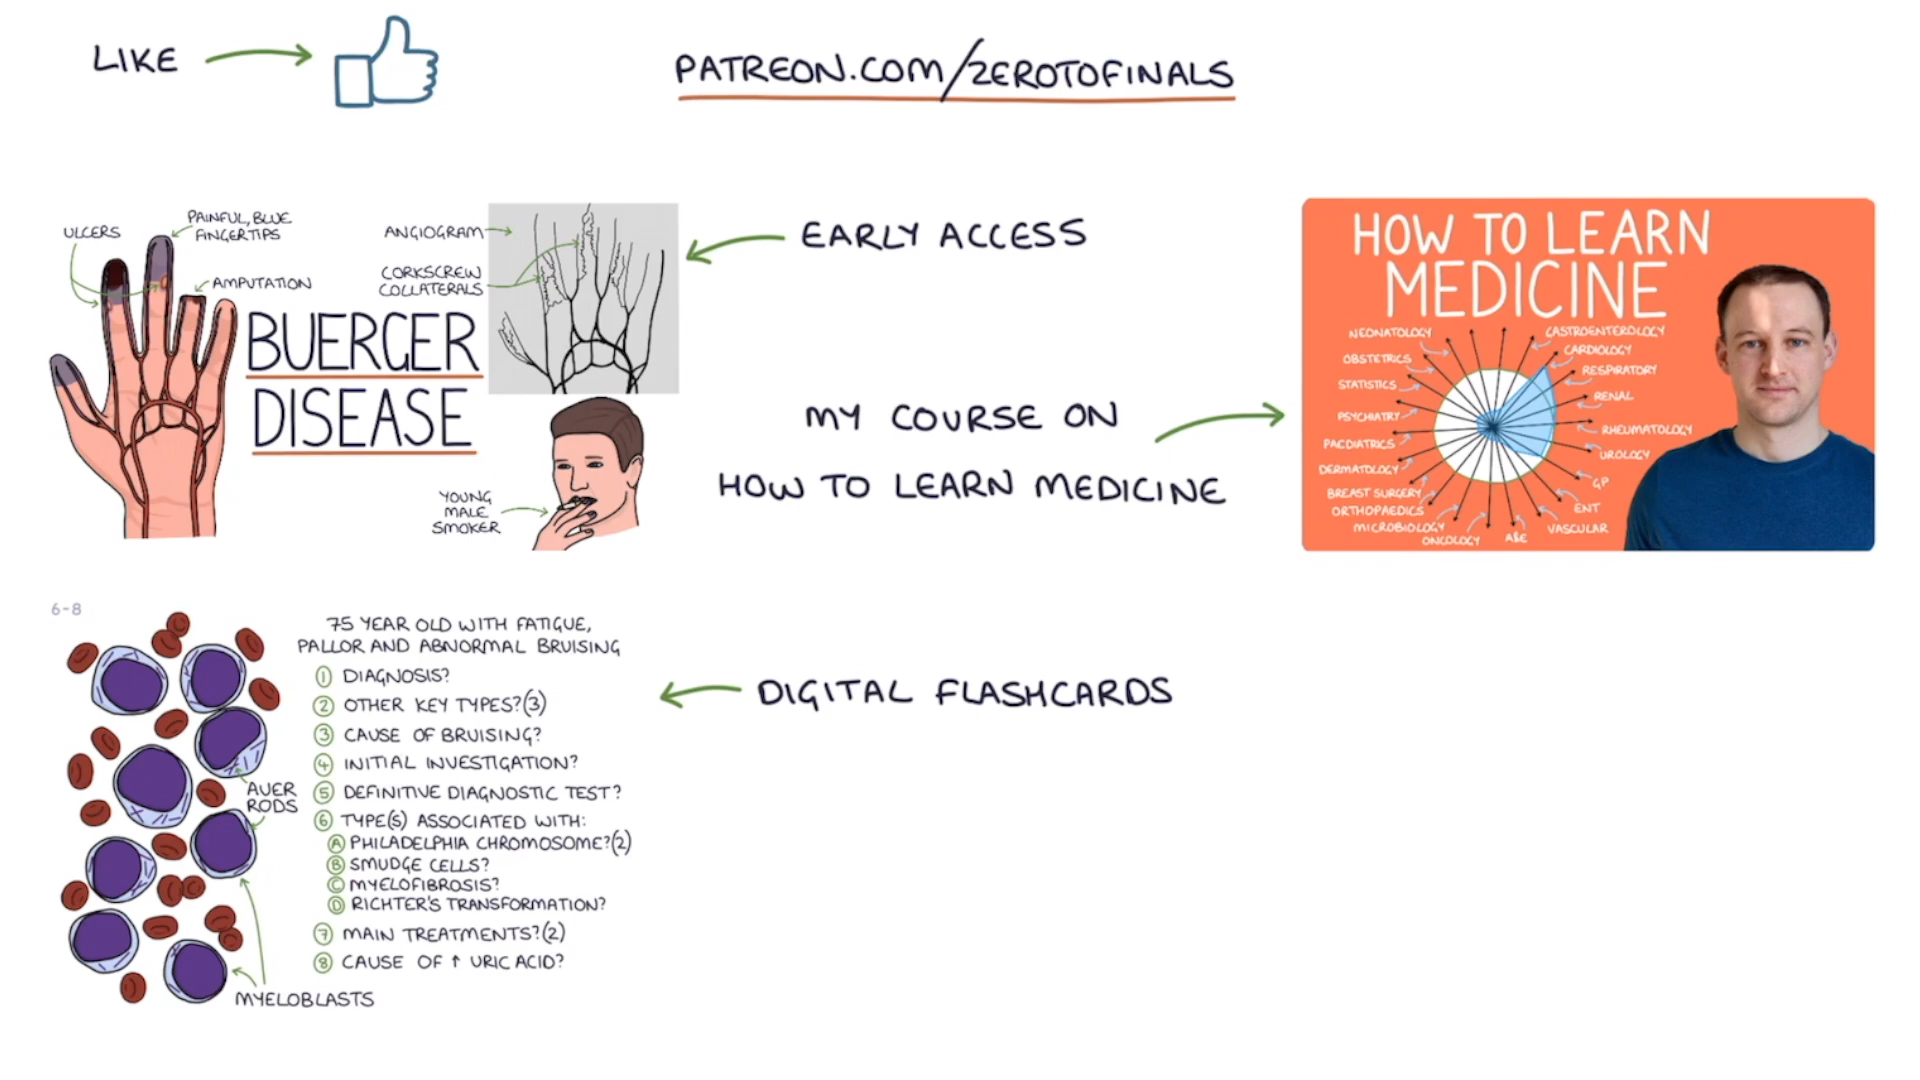 LIKE
PATREON.COM/ZEROTOFINALS
ULCERS
PAINFUL, BLUE
FINGERTIPS
AMPUTATION
BUERGER
DISEASE
ANGIOGRAM
CORKSCREW
COLLATERALS
YOUNG
MALE
SMOKER
EARLY ACCESS
MY COURSE ON
HOW TO LEARN MEDICINE
HOW TO LEARN
MEDICINE
NEONATOLOGY
OBSTETRICS
STATISTICS
PSYCHIATRY
PAEDIATRICS
DERMATOLOGY
BREAST SURGERY
ORTHOPAEDICS
MICROBIOLOGY
ONCOLOGY
A&E
VASCULAR
ENT
GP
UROLOGY
RHEUMATOLOGY
RENAL
RESPIRATORY
CARDIOLOGY
GASTROENTEROLOGY
6-8
75 YEAR OLD WITH FATIGUE,
PALLOR AND ABNORMAL BRUISING
1 DIAGNOSIS?
2 OTHER KEY TYPES? (3)
3 CAUSE OF BRUISING?
4 INITIAL INVESTIGATION?
5 DEFINITIVE DIAGNOSTIC TEST?
6 TYPE(S) ASSOCIATED WITH:
A PHILADELPHIA CHROMOSOME? (2)
B SMUDGE CELLS?
C MYELOFIBROSIS?
D RICHTER'S TRANSFORMATION?
7 MAIN TREATMENTS? (2)
8 CAUSE OF ↑ URIC ACID?
AUER
RODS
MYELOBLASTS
DIGITAL FLASHCARDS